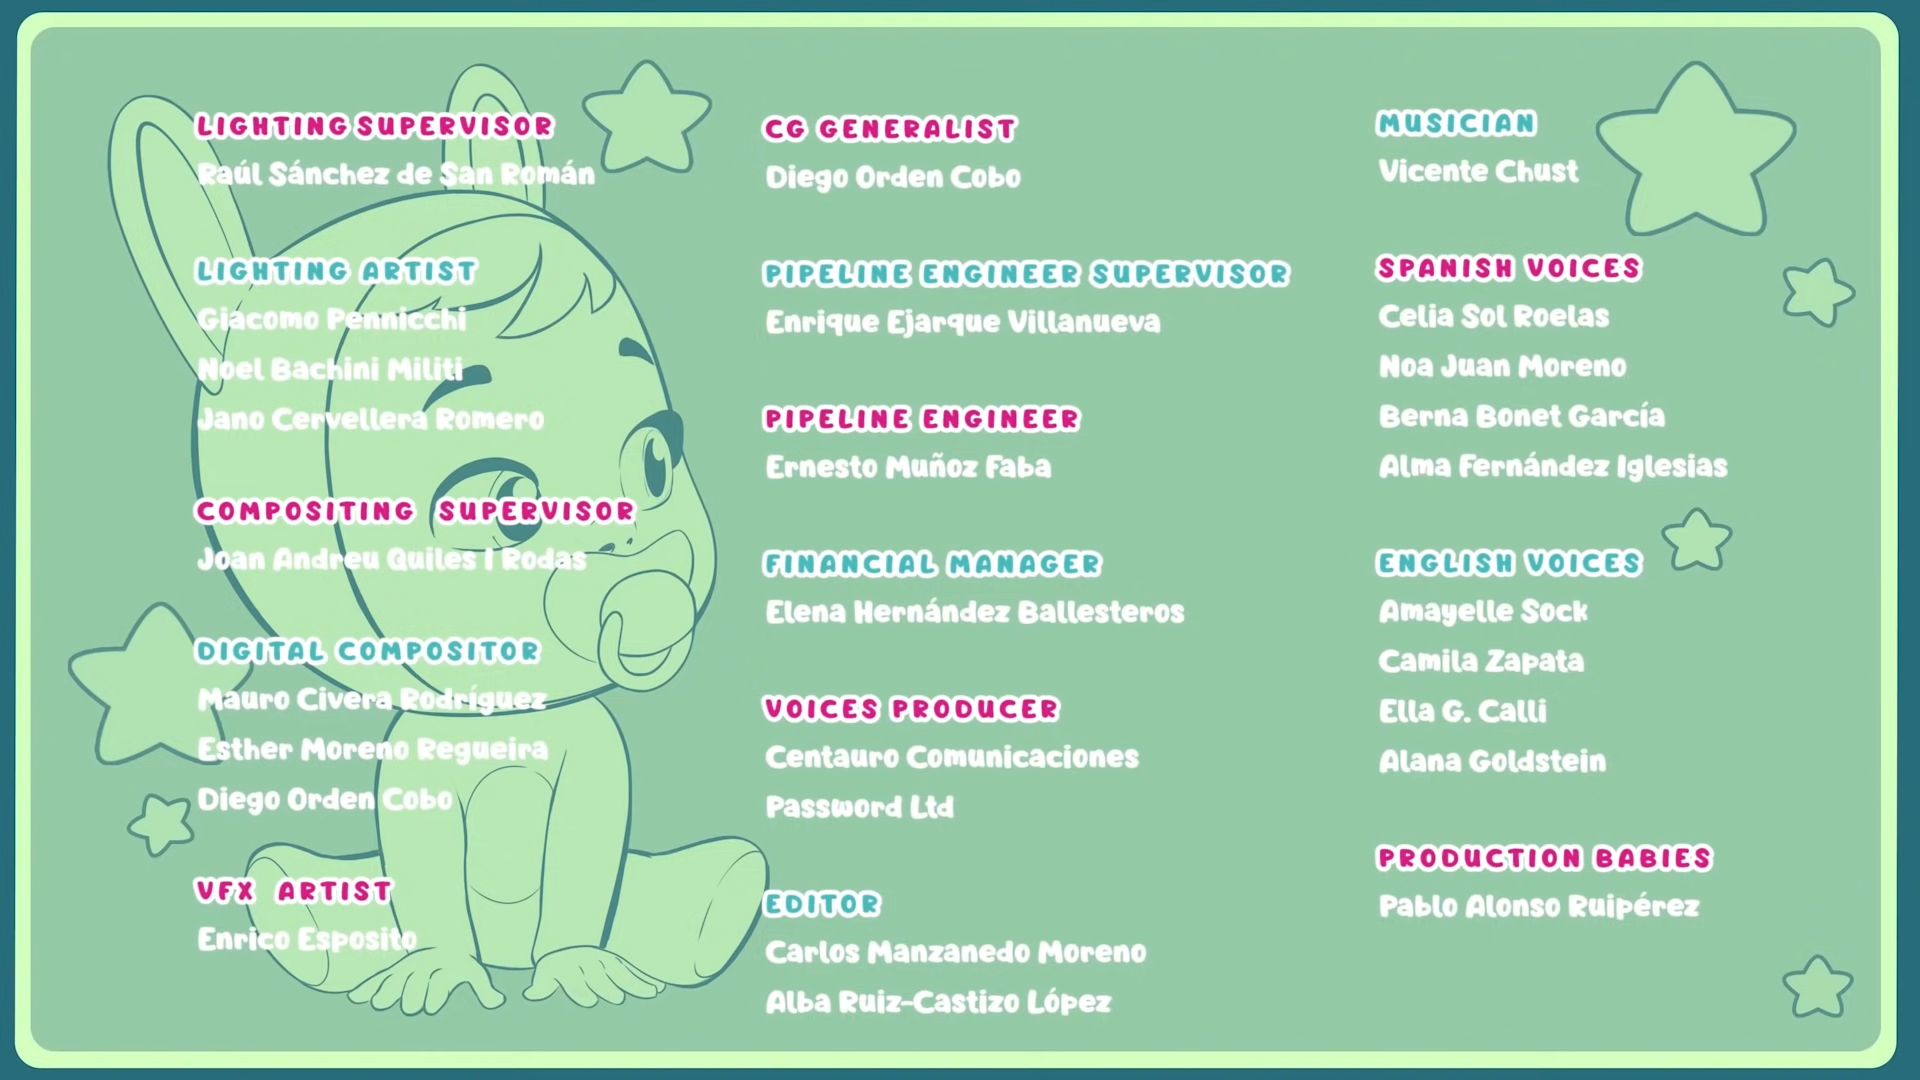 LIGHTING SUPERVISOR
Raúl Sánchez de San Román
LIGHTING ARTIST
Giacomo Pennicchi
Noel Bachini Militi
Jano Cervellera Romero
COMPOSITING SUPERVISOR
Joan Andreu Quiles I Rodas
DIGITAL COMPOSITOR
Mauro Civera Rodríguez
Esther Moreno Regueira
Diego Orden Cobo
VFX ARTIST
Enrico Esposito
CG GENERALIST
Diego Orden Cobo
PIPELINE ENGINEER SUPERVISOR
Enrique Ejarque Villanueva
PIPELINE ENGINEER
Ernesto Muñoz Faba
FINANCIAL MANAGER
Elena Hernández Ballesteros
VOICES PRODUCER
Centauro Comunicaciones
Password Ltd
EDITOR
Carlos Manzanedo Moreno
Alba Ruiz-Castizo López
MUSICIAN
Vicente Chust
SPANISH VOICES
Celia Sol Roelas
Noa Juan Moreno
Berna Bonet García
Alma Fernández Iglesias
ENGLISH VOICES
Amayelle Sock
Camila Zapata
Ella G. Calli
Alana Goldstein
PRODUCTION BABIES
Pablo Alonso Ruipérez